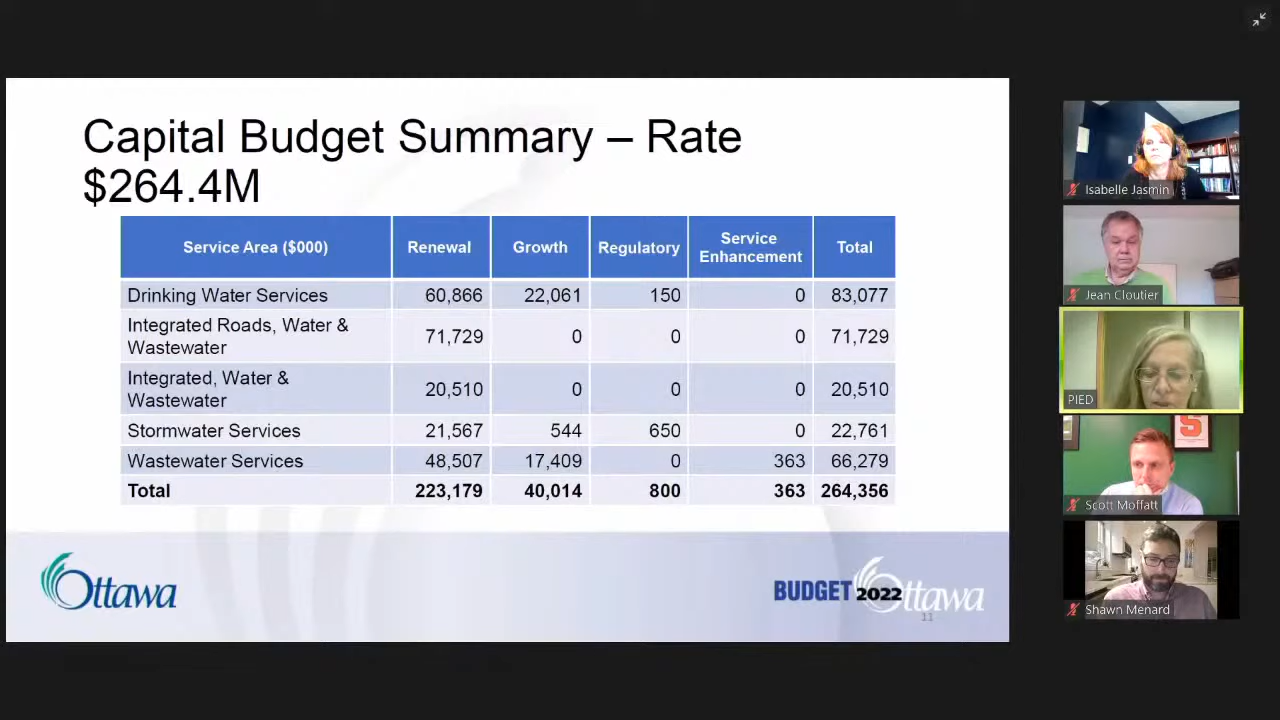 Capital Budget Summary – Rate
$264.4M
Service Area ($000) Renewal Growth Regulatory Service Enhancement Total
Drinking Water Services 60,866 22,061 150 0 83,077
Integrated Roads, Water &
Wastewater 71,729 0 0 0 71,729
Integrated, Water &
Wastewater 20,510 0 0 0 20,510
Stormwater Services 21,567 544 650 0 22,761
Wastewater Services 48,507 17,409 0 363 66,279
Total 223,179 40,014 800 363 264,356
Ottawa
BUDGET 2022 Ottawa
11
Isabelle Jasmin
Jean Cloutier
PIED
S
Scott Moffatt
Shawn Menard